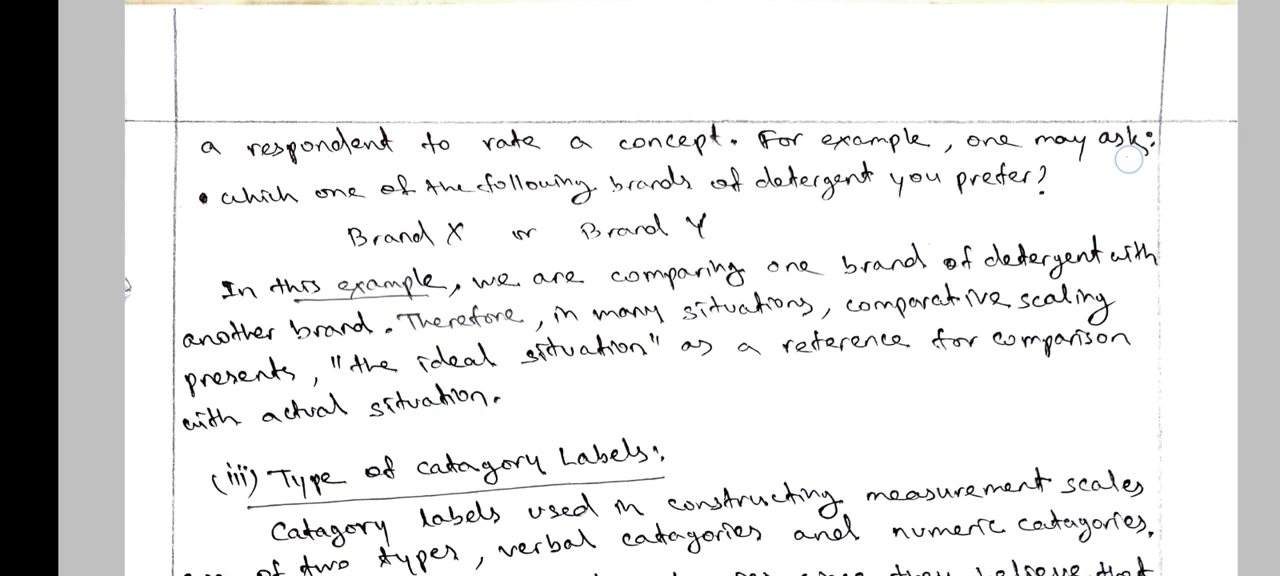 a respondent to rate a concept. For example, one may ask:
• which one of the following brands of detergent you prefer?
Brand X or Brand Y
In this example, we are comparing one brand of detergent with
another brand. Therefore, in many situations, comparative scaling
presents, "the ideal situation" as a reference for comparison
with actual situation.
(iii) Type of catagory Labels:
Catagory labels used in constructing measurement scales
of two types, verbal catagories and numeric catagories.